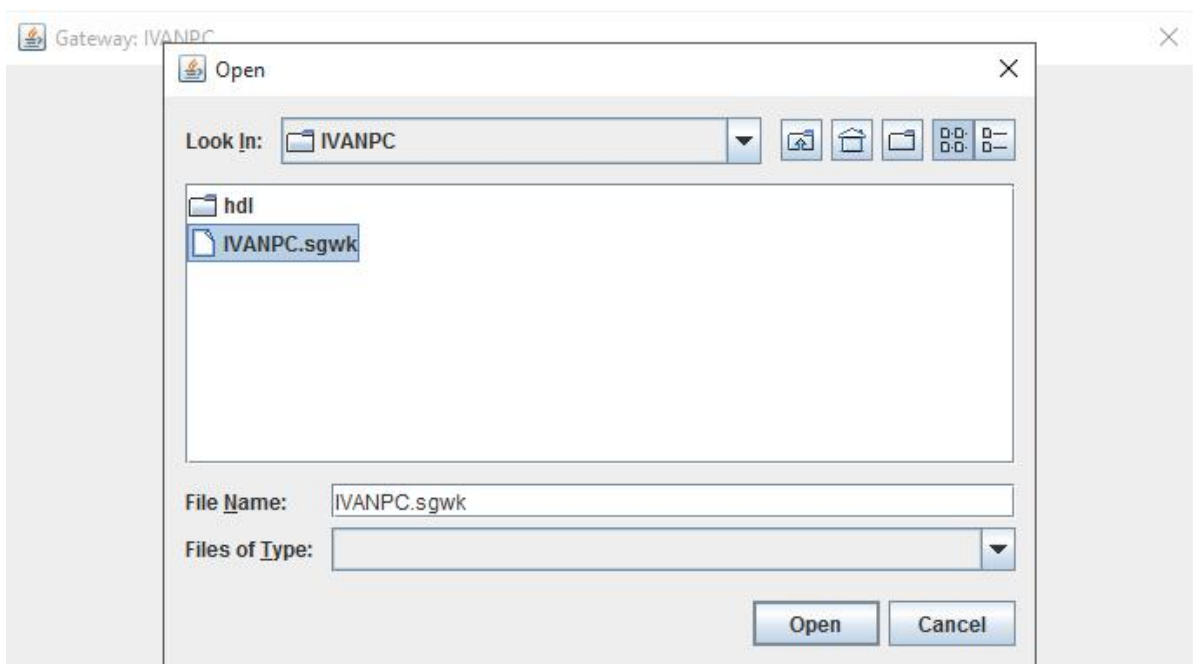 Gateway: IVANPC
Open
Look In: IVANPC
hdl
IVANPC.sgwk
File Name: IVANPC.sgwk
Files of Type:
Open Cancel